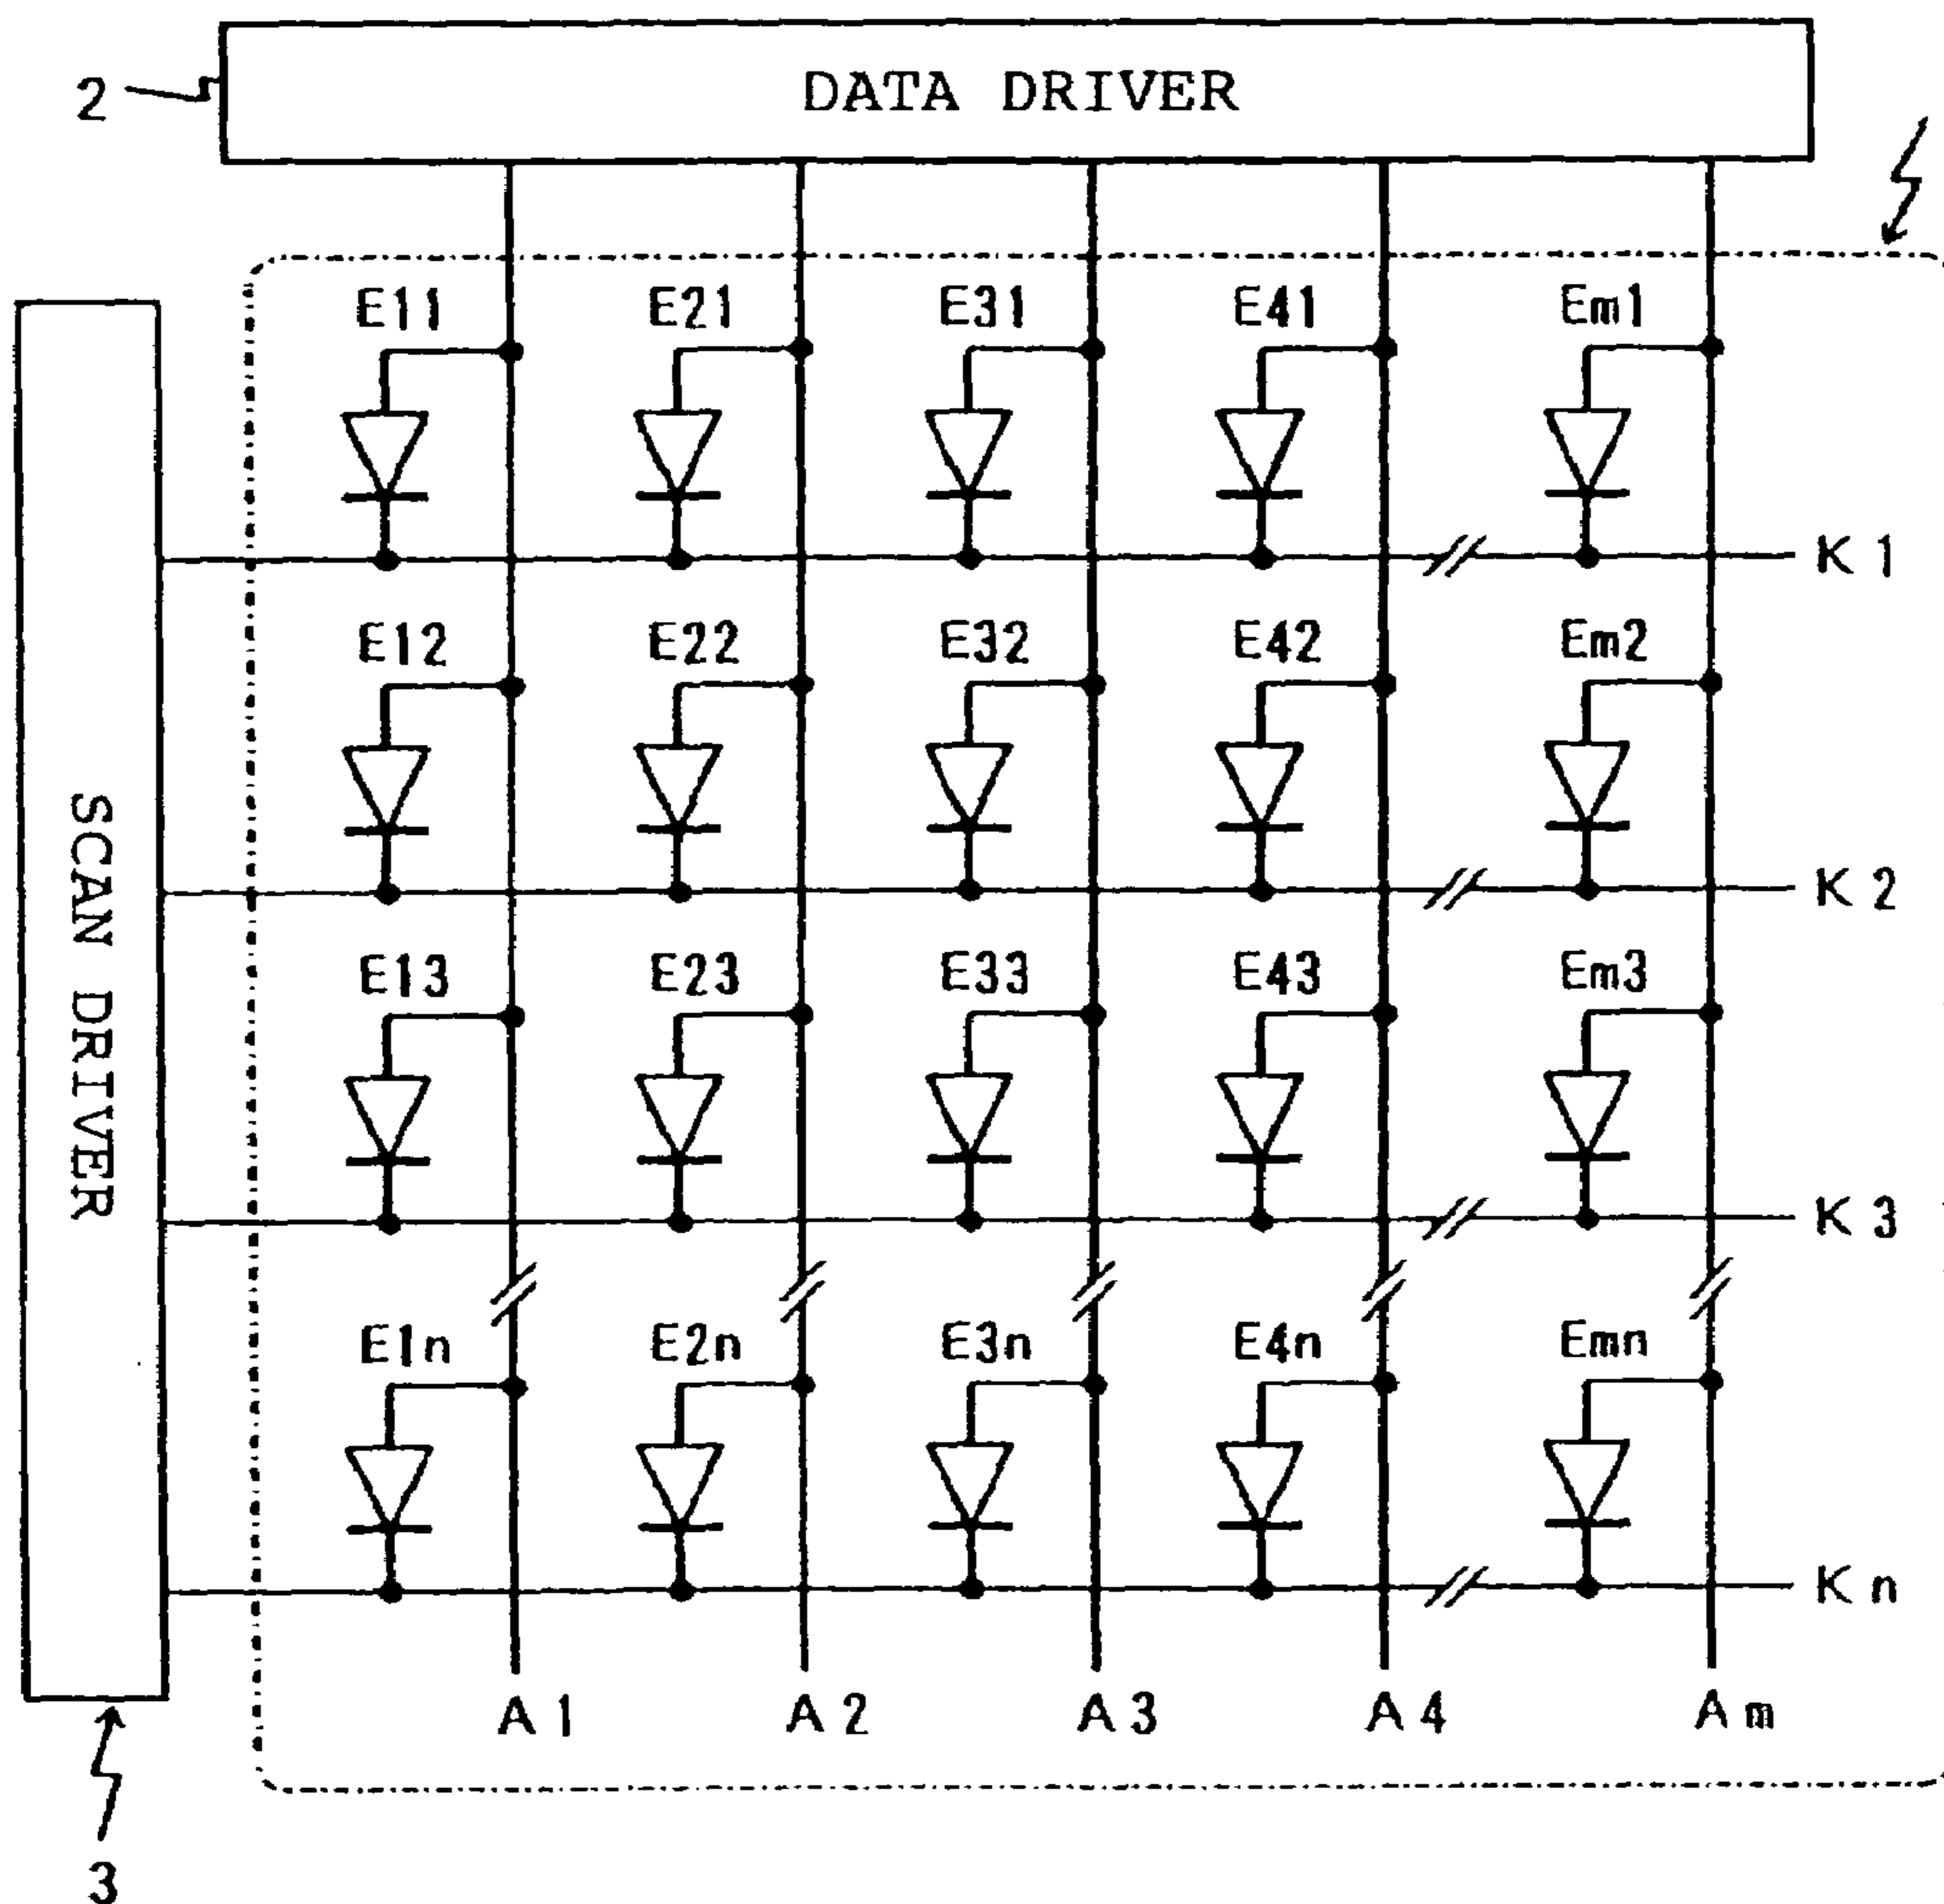 2
DATA DRIVER
E11 E21 E31 E41 Em1
K1
E12 E22 E32 E42 Em2
K2
SCAN DRIVER
E13 E23 E33 E43 Em3
K3
E1n E2n E3n E4n Emn
Kn
A1 A2 A3 A4 Am
3